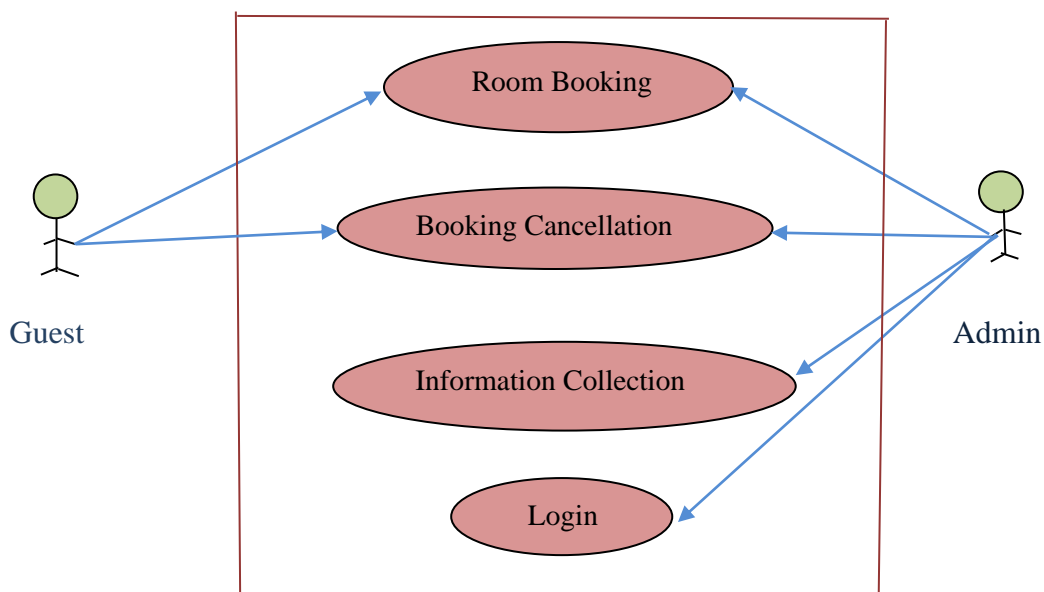 Room Booking
Booking Cancellation
Guest
Admin
Information Collection
Login